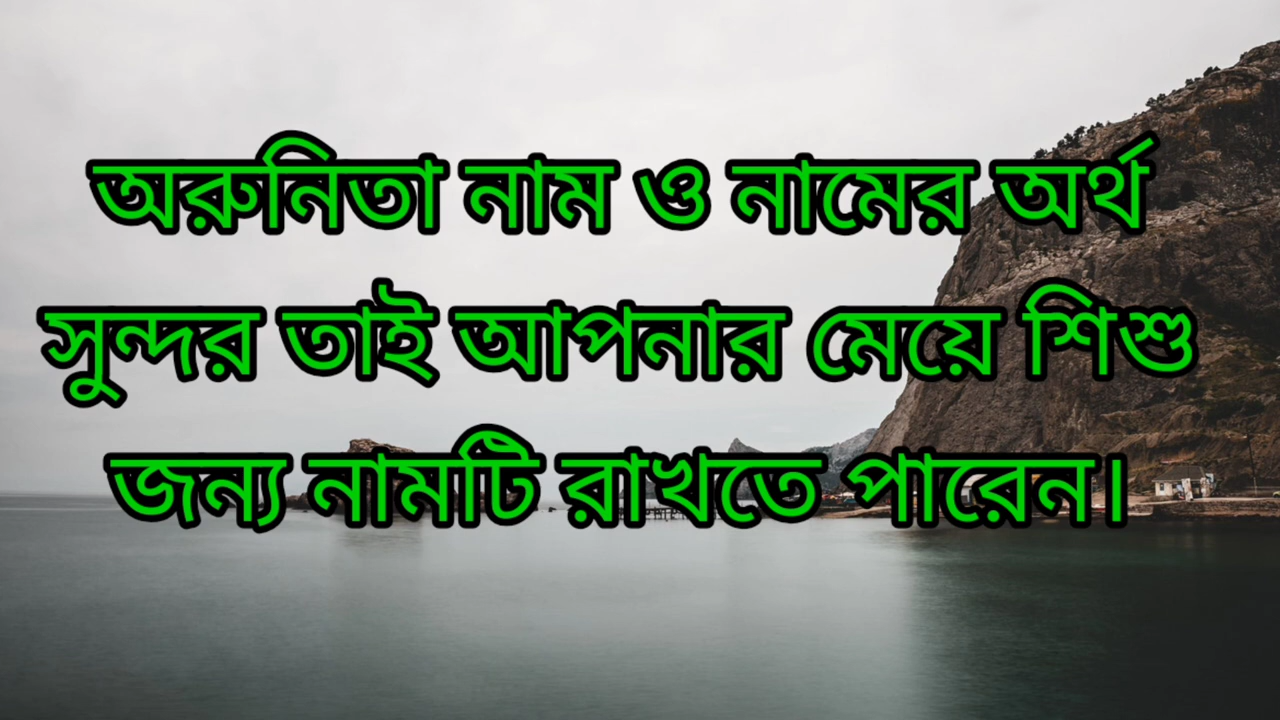 অরুনিতা নাম ও নামের অর্থ
সুন্দর তাই আপনার মেয়ে শিশু
জন্য নামটি রাখতে পারেন।